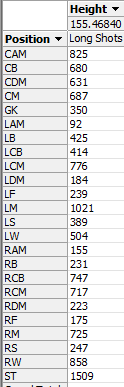 Height
155.46840
Position Long Shots
CAM 825
CB 680
CDM 631
CM 687
GK 350
LAM 92
LB 425
LCB 414
LCM 776
LDM 184
LF 239
LM 1021
LS 389
LW 504
RAM 155
RB 231
RCB 747
RCM 717
RDM 223
RF 175
RM 725
RS 247
RW 858
ST 1509